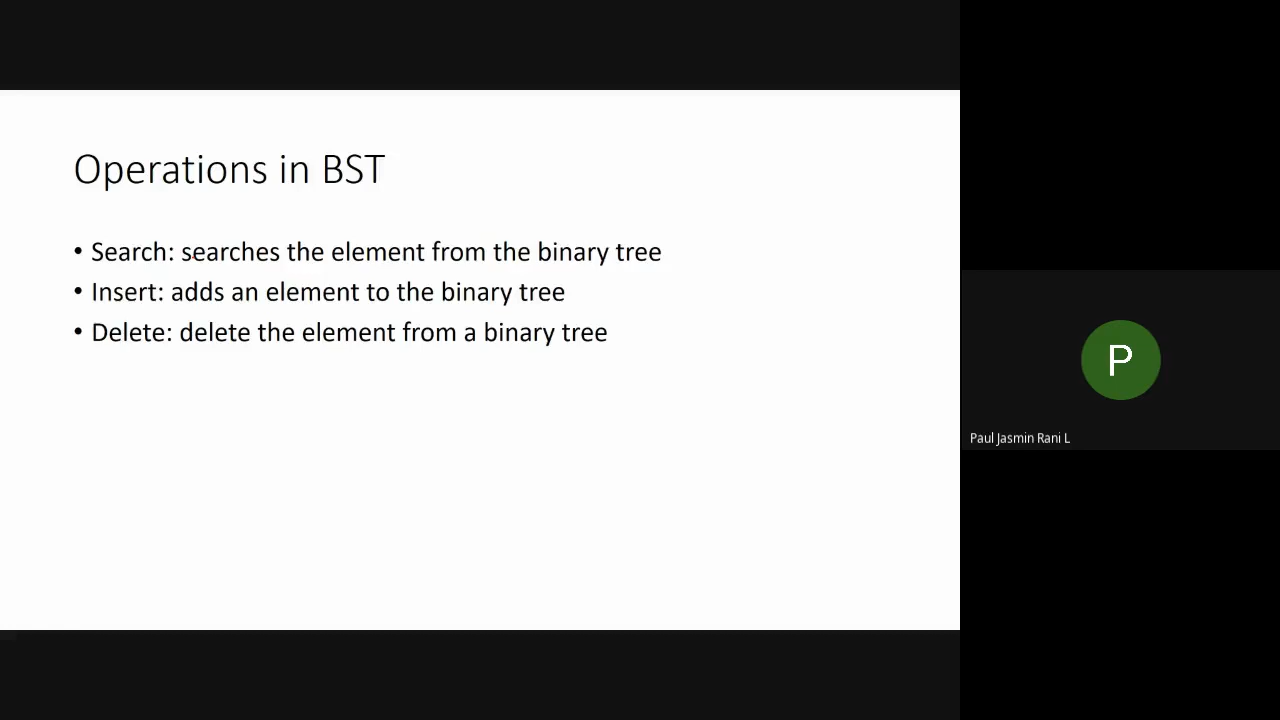 Operations in BST
• Search: searches the element from the binary tree
• Insert: adds an element to the binary tree
• Delete: delete the element from a binary tree
P
Paul Jasmin Rani L